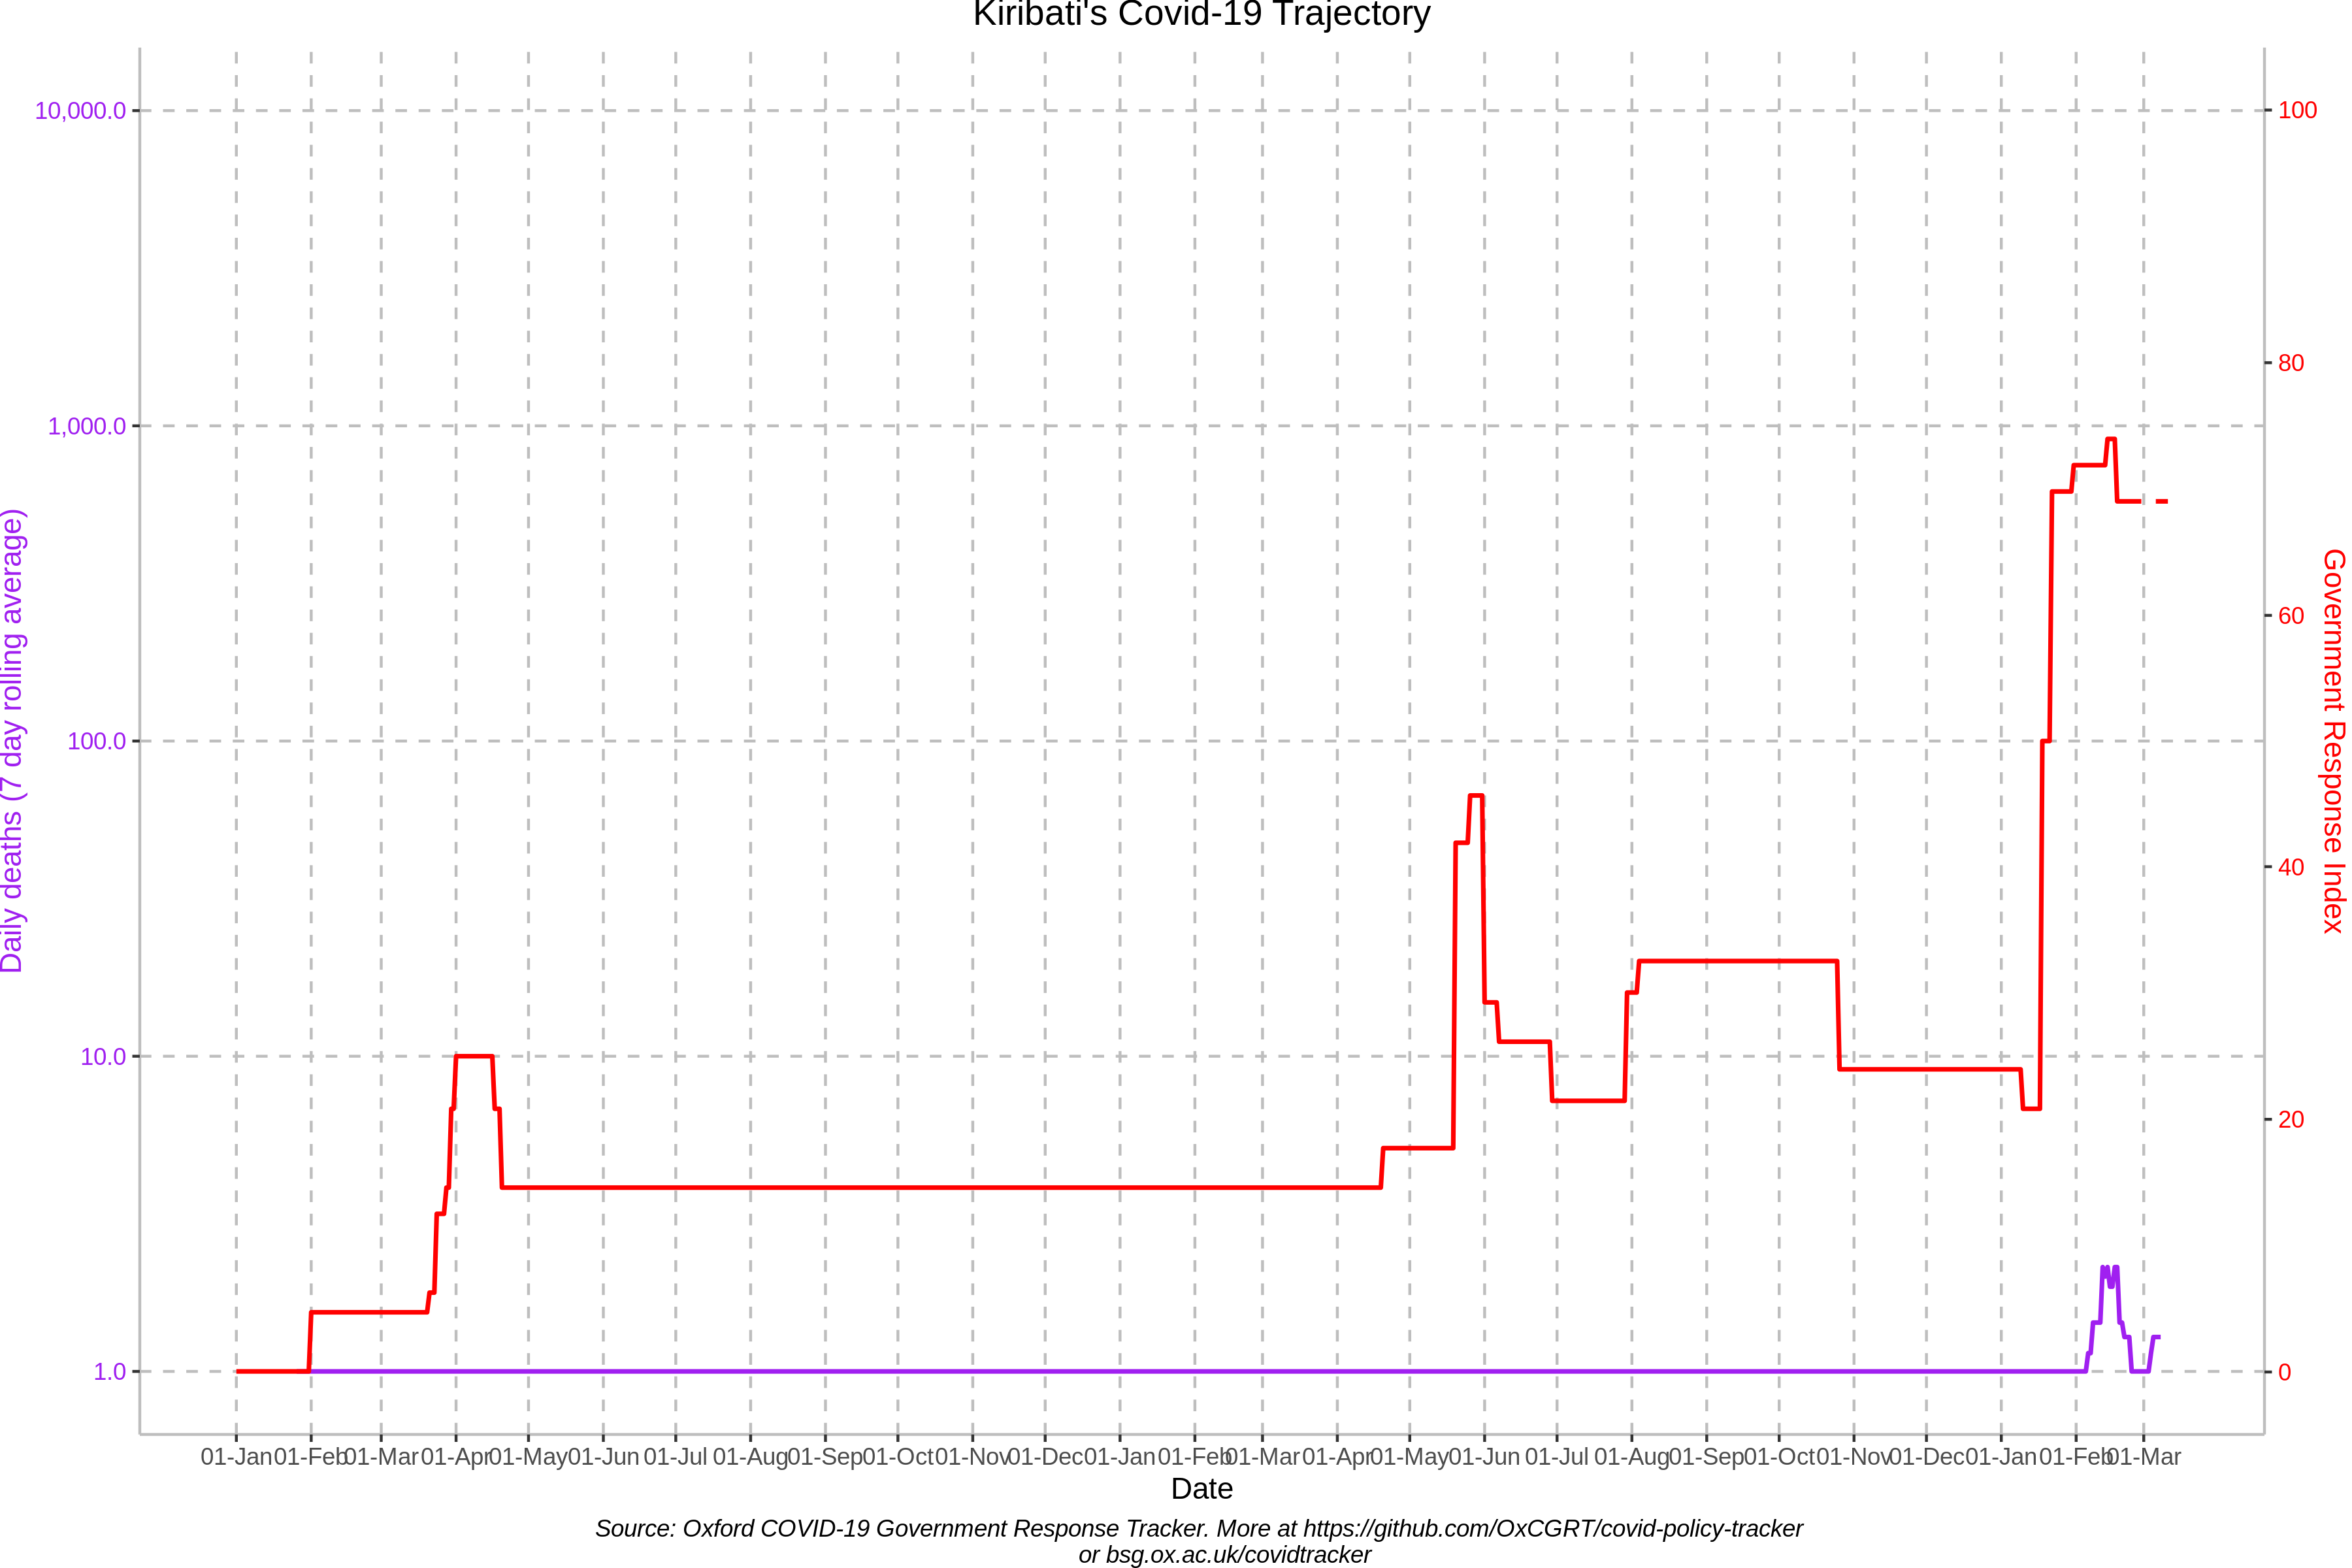 Kiribati's Covid-19 Trajectory
10,000.0
1,000.0
100.0
10.0
1.0
Daily deaths (7 day rolling average)
100
80
60
40
20
0
Government Response Index
01-Jan 01-Feb 01-Mar 01-Apr 01-May 01-Jun 01-Jul 01-Aug 01-Sep 01-Oct 01-Nov 01-Dec 01-Jan 01-Feb 01-Mar 01-Apr 01-May 01-Jun 01-Jul 01-Aug 01-Sep 01-Oct 01-Nov 01-Dec 01-Jan 01-Feb 01-Mar
Date
Source: Oxford COVID-19 Government Response Tracker. More at https://github.com/OxCGRT/covid-policy-tracker
or bsg.ox.ac.uk/covidtracker